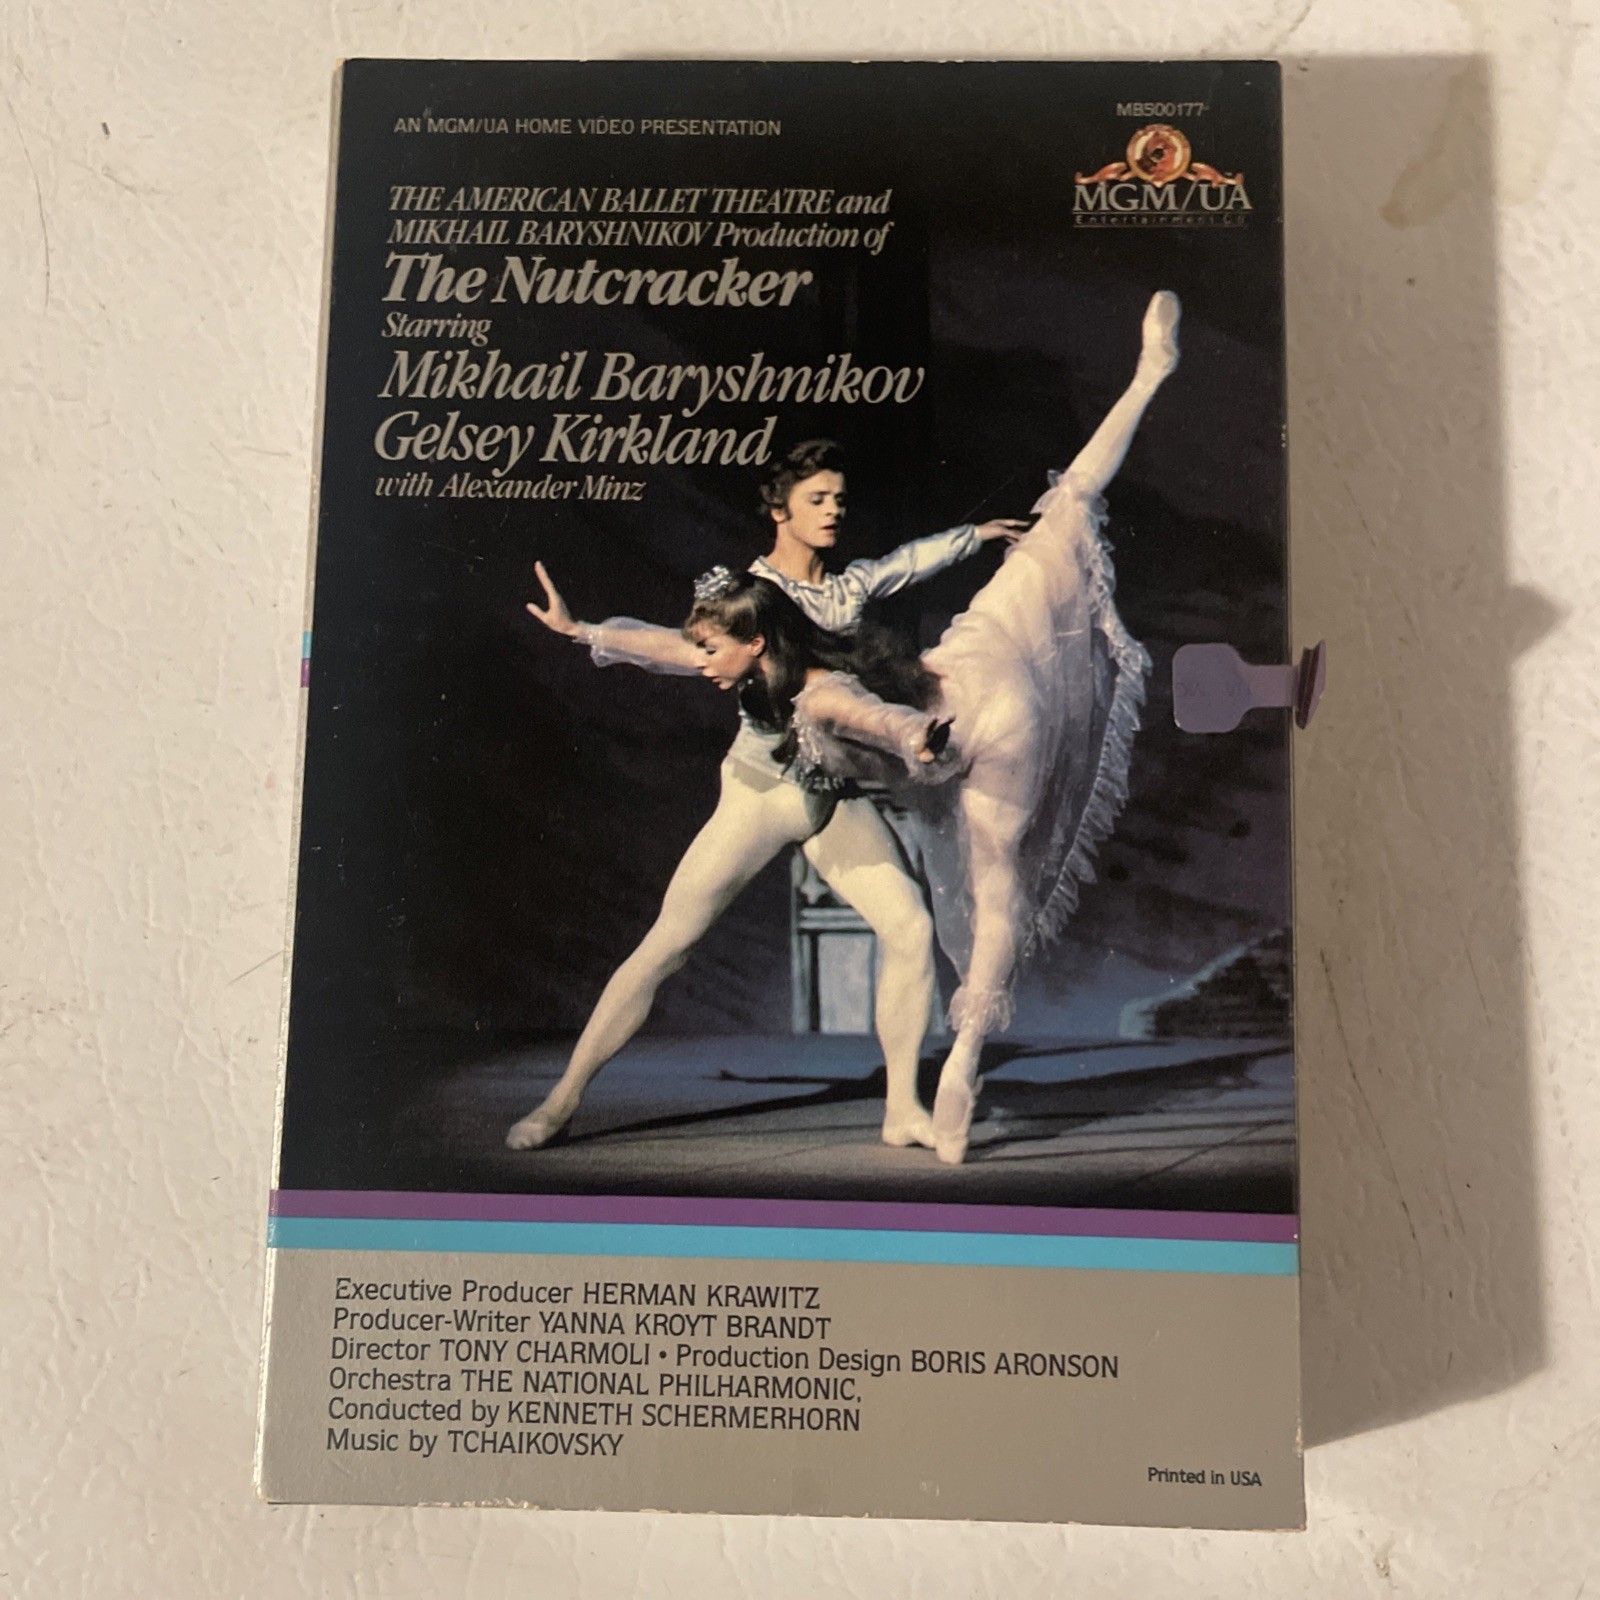 AN MGM/UA HOME VIDEO PRESENTATION
MB500177
MGM/UA
Entertainment Co.
THE AMERICAN BALLET THEATRE and
MIKHAIL BARYSHNIKOV Production of
The Nutcracker
Starring
Mikhail Baryshnikov
Gelsey Kirkland
with Alexander Minz
Executive Producer HERMAN KRAWITZ
Producer-Writer YANNA KROYT BRANDT
Director TONY CHARMOLI • Production Design BORIS ARONSON
Orchestra THE NATIONAL PHILHARMONIC,
Conducted by KENNETH SCHERMERHORN
Music by TCHAIKOVSKY
Printed in USA